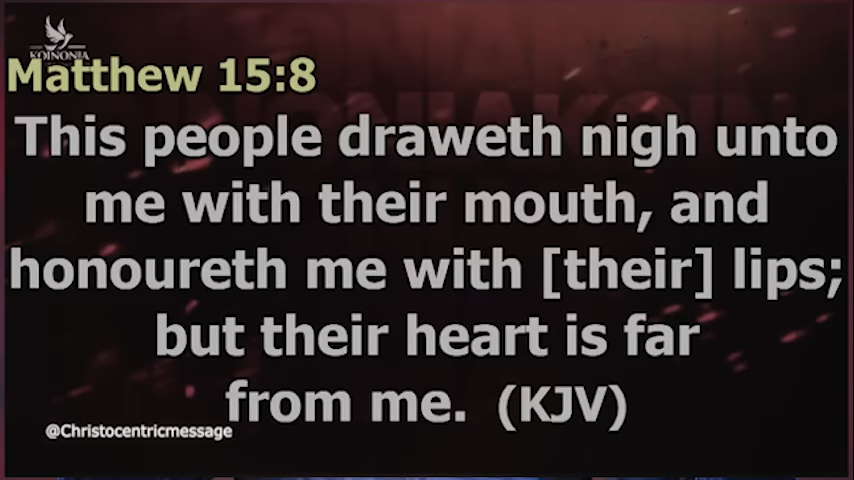 KOINONIA
Matthew 15:8
This people draweth nigh unto
me with their mouth, and
honoureth me with [their] lips;
but their heart is far
from me. (KJV)
@Christocentricmessage